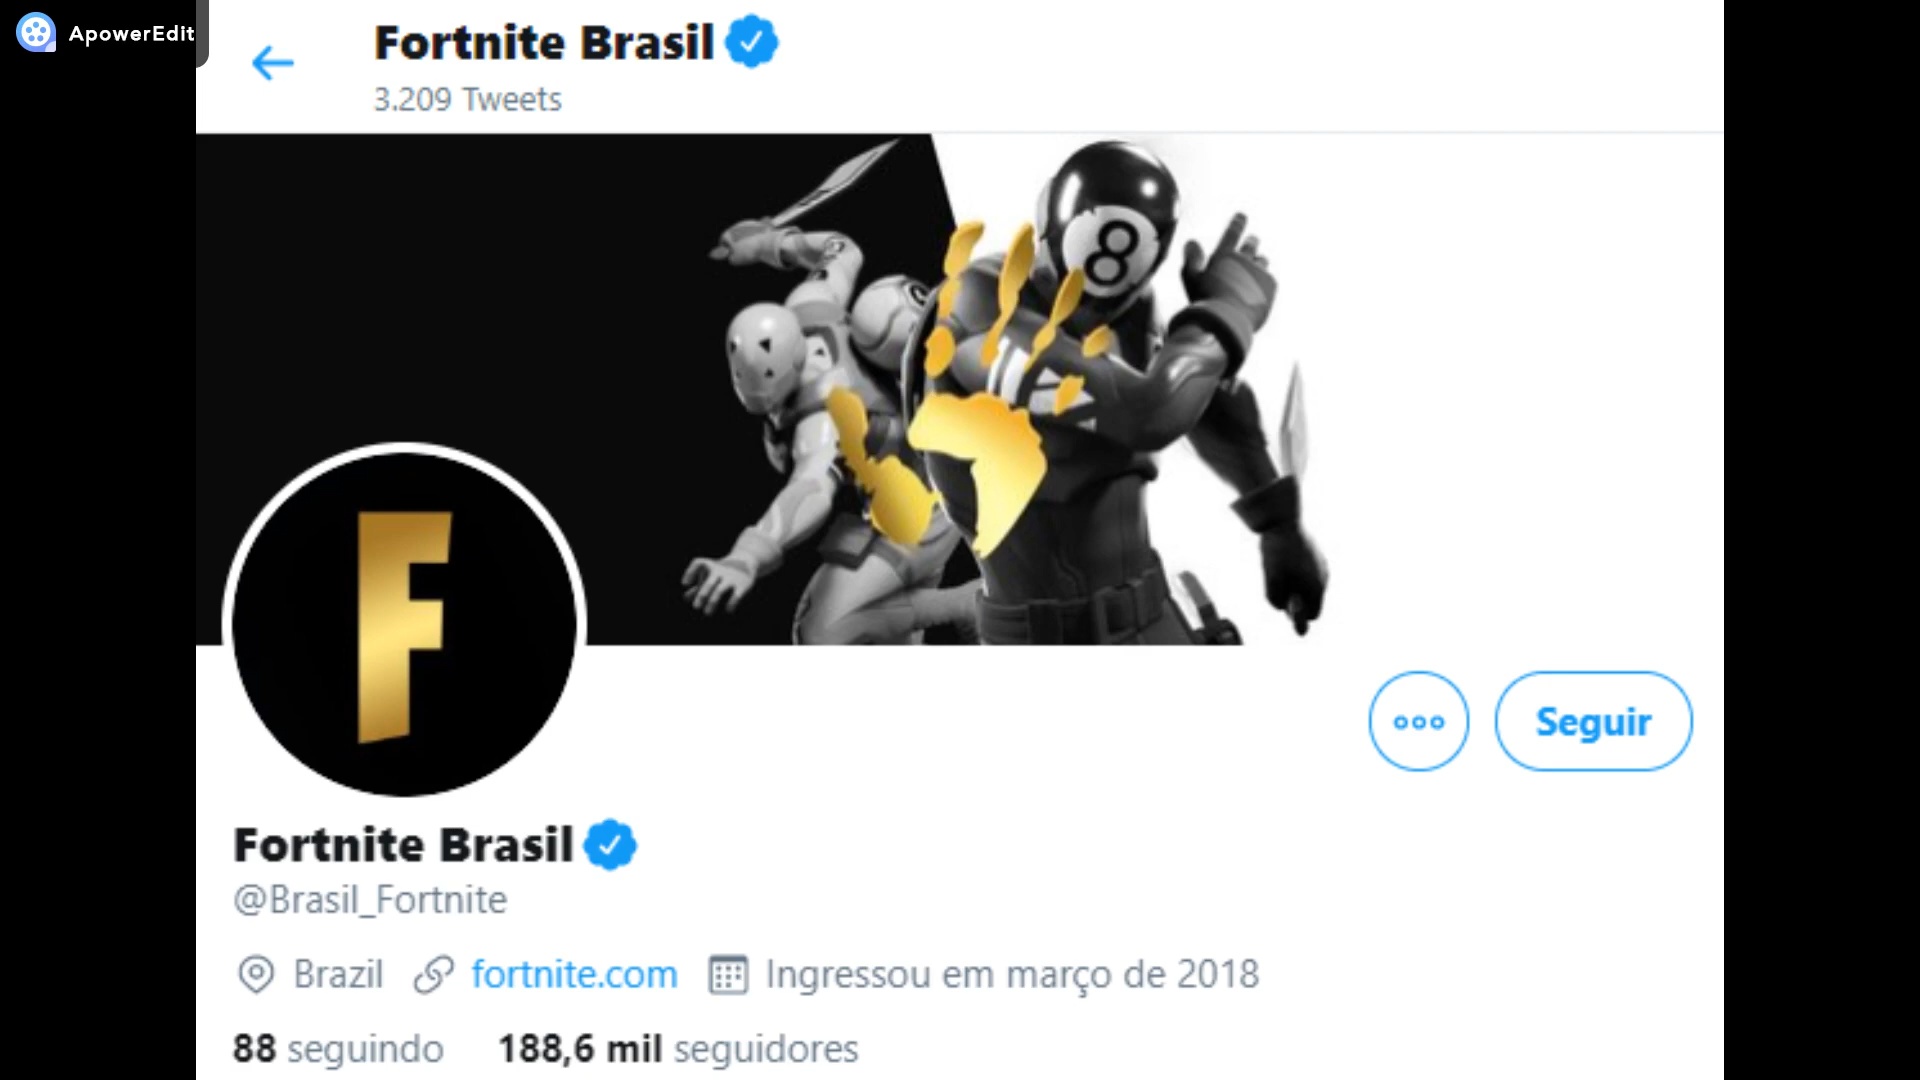 ApowerEdit
Fortnite Brasil
3.209 Tweets
8
F
Seguir
Fortnite Brasil
@Brasil_Fortnite
Brazil fortnite.com Ingressou em março de 2018
88 seguindo 188,6 mil seguidores